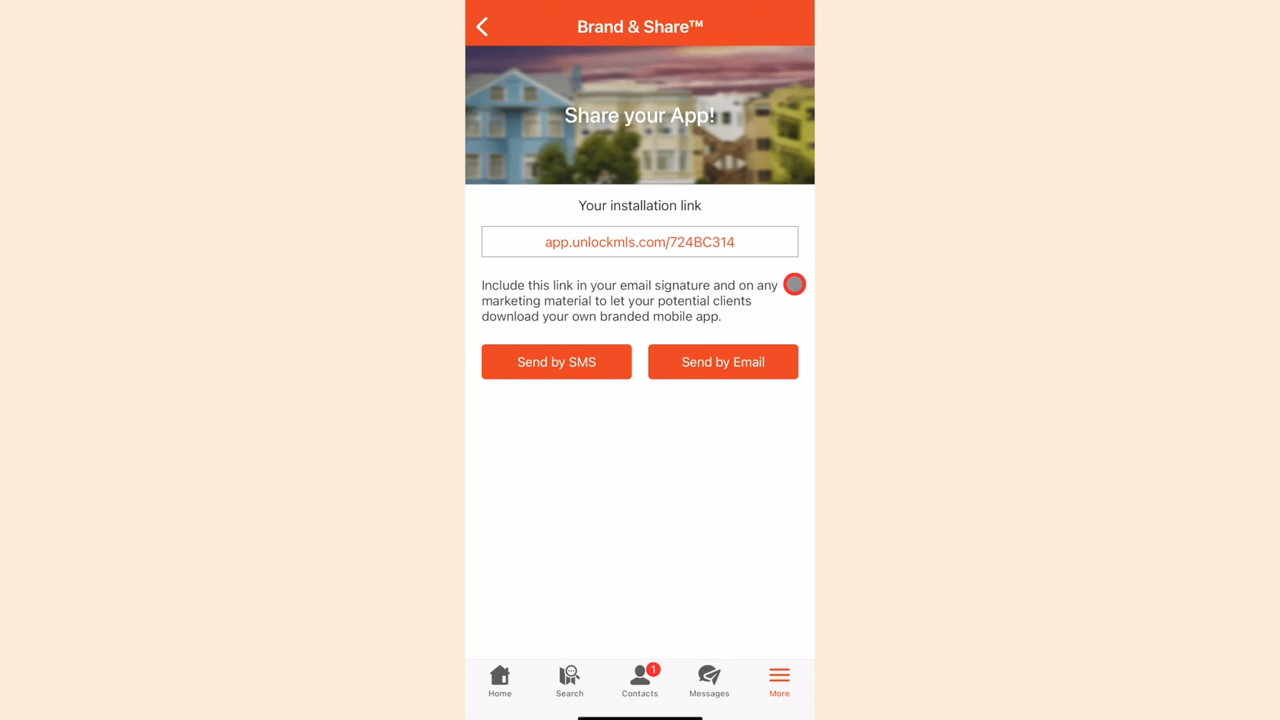 Brand & Share™
Share your App!
Your installation link
app.unlockmls.com/724BC314
Include this link in your email signature and on any
marketing material to let your potential clients
download your own branded mobile app.
Send by SMS
Send by Email
1
Home
Search
Contacts
Messages
More